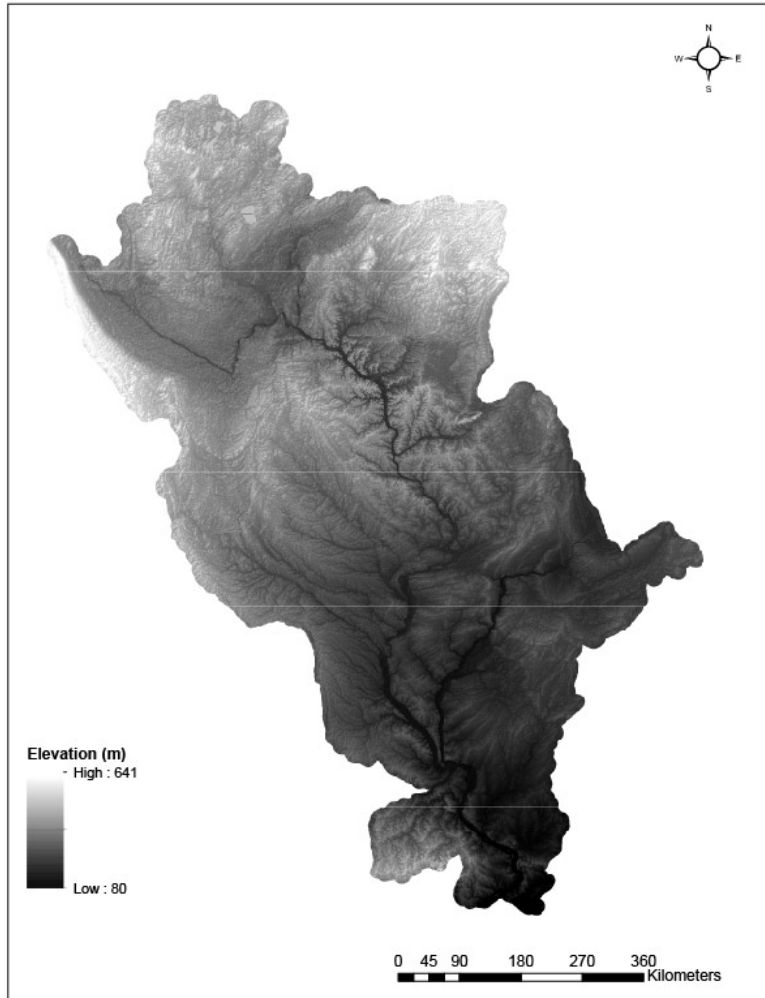 N
W E
S
Elevation (m)
High : 641
Low : 80
0 45 90 180 270 360
Kilometers